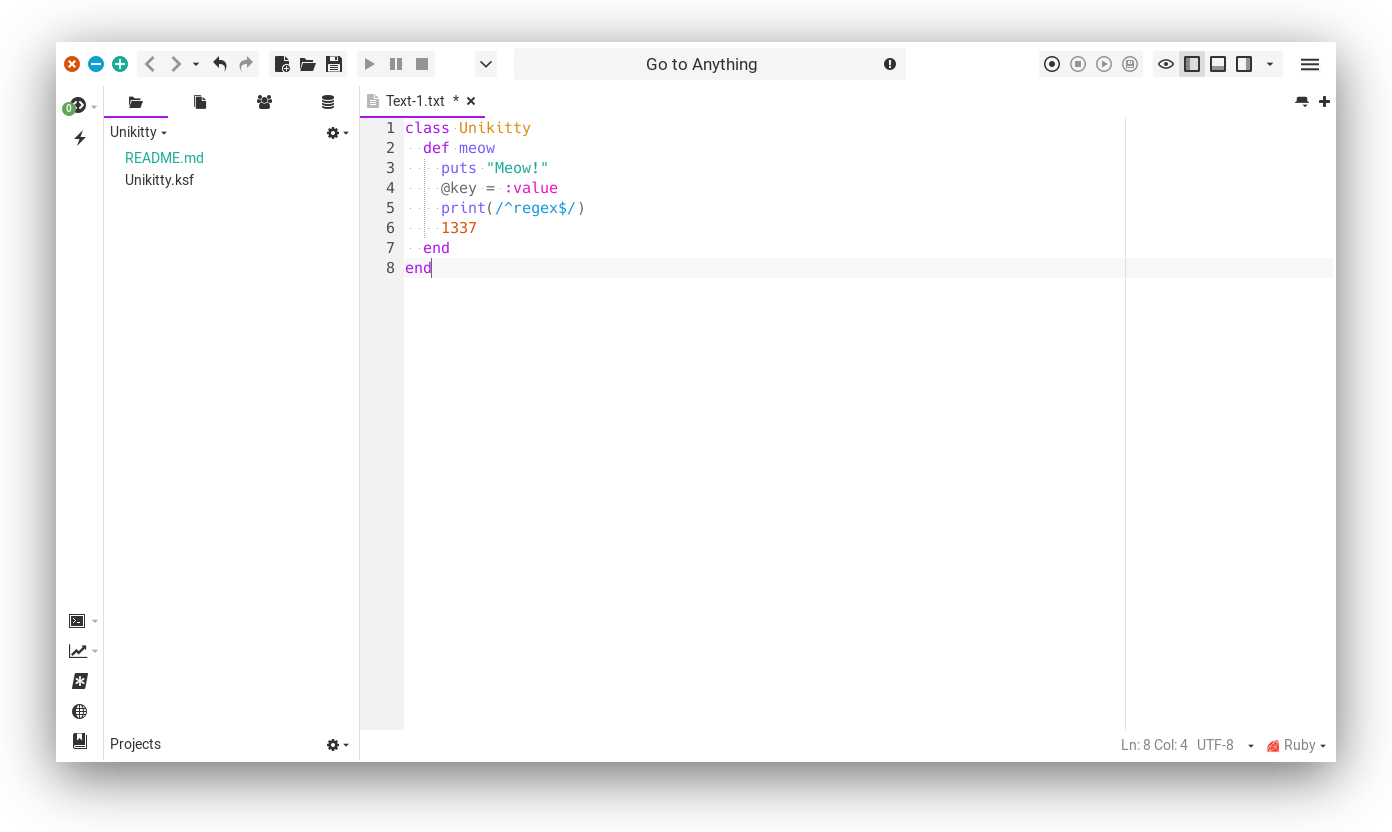 Go to Anything
0
Text-1.txt *
Unikitty
README.md
Unikitty.ksf
1 class Unikitty
2   def meow
3     puts "Meow!"
4     @key = :value
5     print(/^regex$/)
6     1337
7   end
8 end
Projects
Ln: 8 Col: 4 UTF-8 Ruby